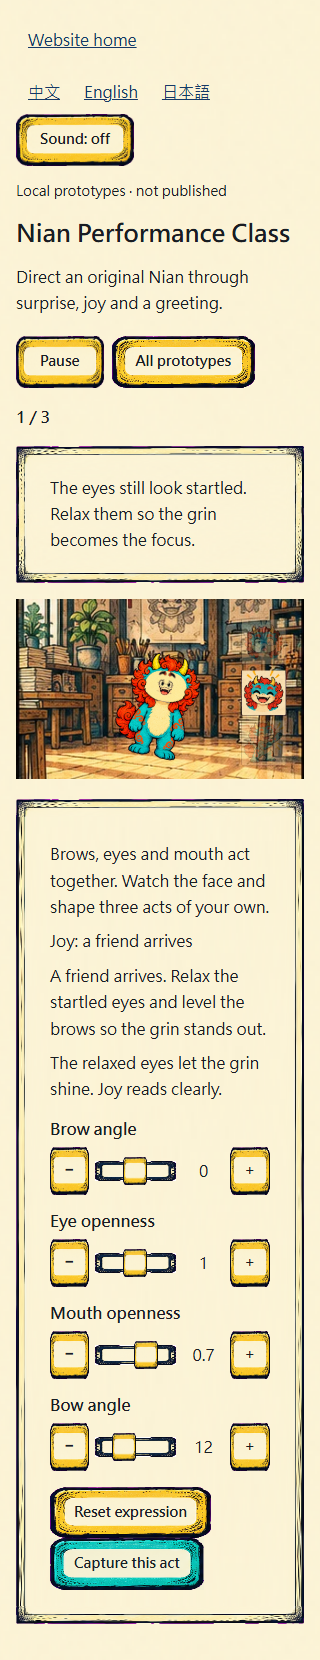 Website home
中文 English 日本語
Sound: off
Local prototypes · not published
Nian Performance Class
Direct an original Nian through
surprise, joy and a greeting.
Pause All prototypes
1 / 3
The eyes still look startled.
Relax them so the grin
becomes the focus.
Brows, eyes and mouth act
together. Watch the face and
shape three acts of your own.
Joy: a friend arrives
A friend arrives. Relax the
startled eyes and level the
brows so the grin stands out.
The relaxed eyes let the grin
shine. Joy reads clearly.
Brow angle
− 0 +
Eye openness
− 1 +
Mouth openness
− 0.7 +
Bow angle
− 12 +
Reset expression
Capture this act